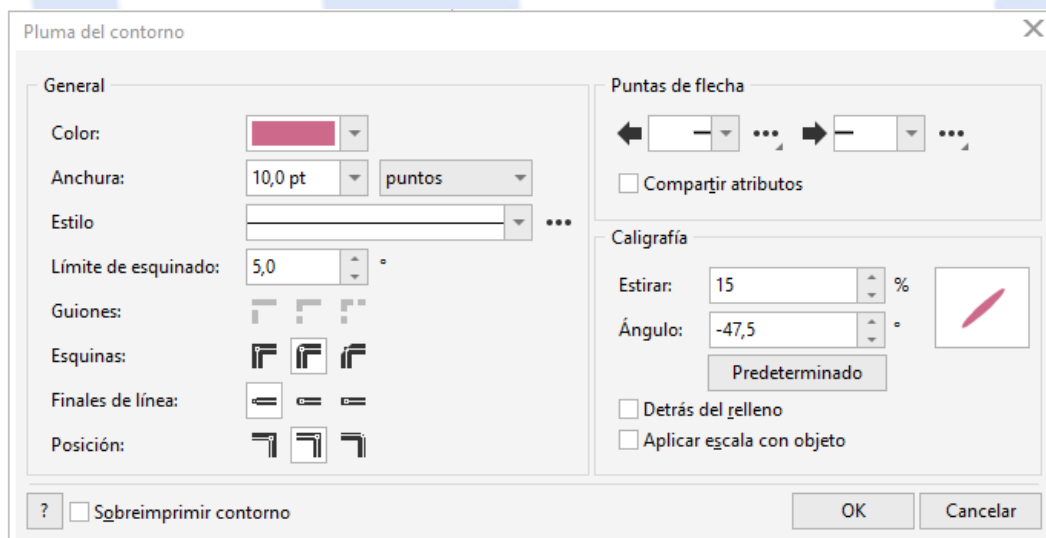 Pluma del contorno
General
Color:
Anchura: 10,0 pt puntos
Estilo
Límite de esquinado: 5,0 °
Guiones:
Esquinas:
Finales de línea:
Posición:
Puntas de flecha
Compartir atributos
Caligrafía
Estirar: 15 %
Ángulo: -47,5 °
Predeterminado
Detrás del relleno
Aplicar escala con objeto
? Sobreimprimir contorno OK Cancelar